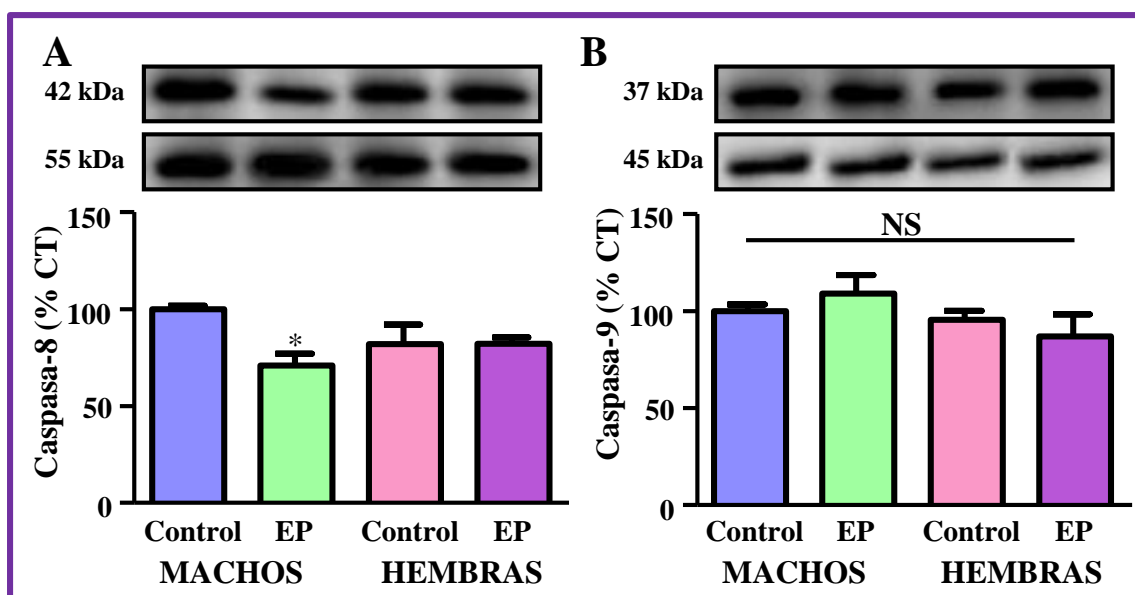 A
42 kDa
55 kDa
Caspasa-8 (% CT)
150
100
50
0
*
Control EP Control EP
MACHOS HEMBRAS
B
37 kDa
45 kDa
Caspasa-9 (% CT)
150
100
50
0
NS
Control EP Control EP
MACHOS HEMBRAS